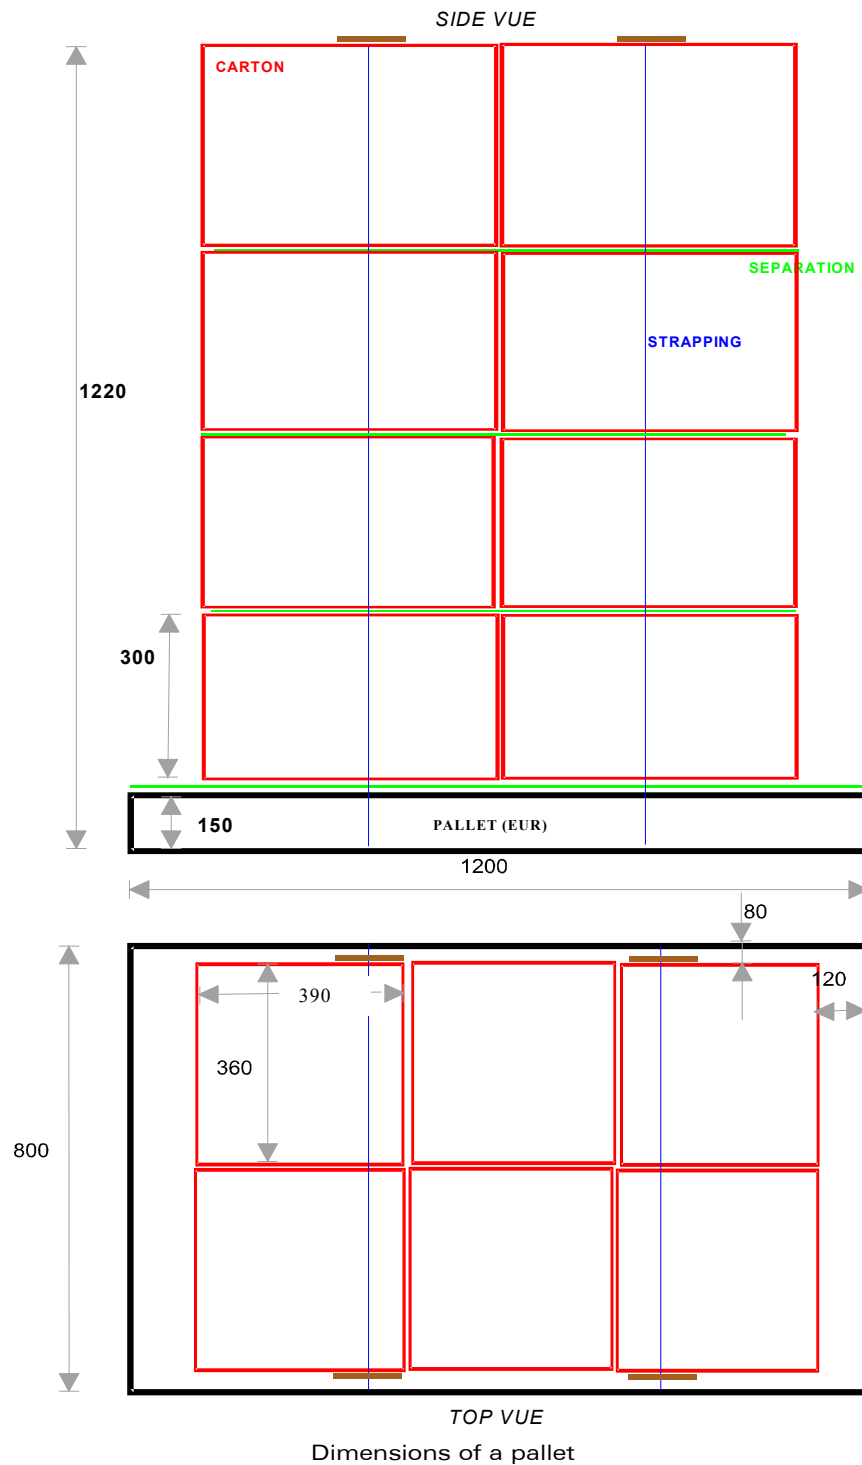 SIDE VUE
CARTON
SEPARATION
STRAPPING
1220
300
150
PALLET (EUR)
1200
80
120
390
360
800
TOP VUE
Dimensions of a pallet